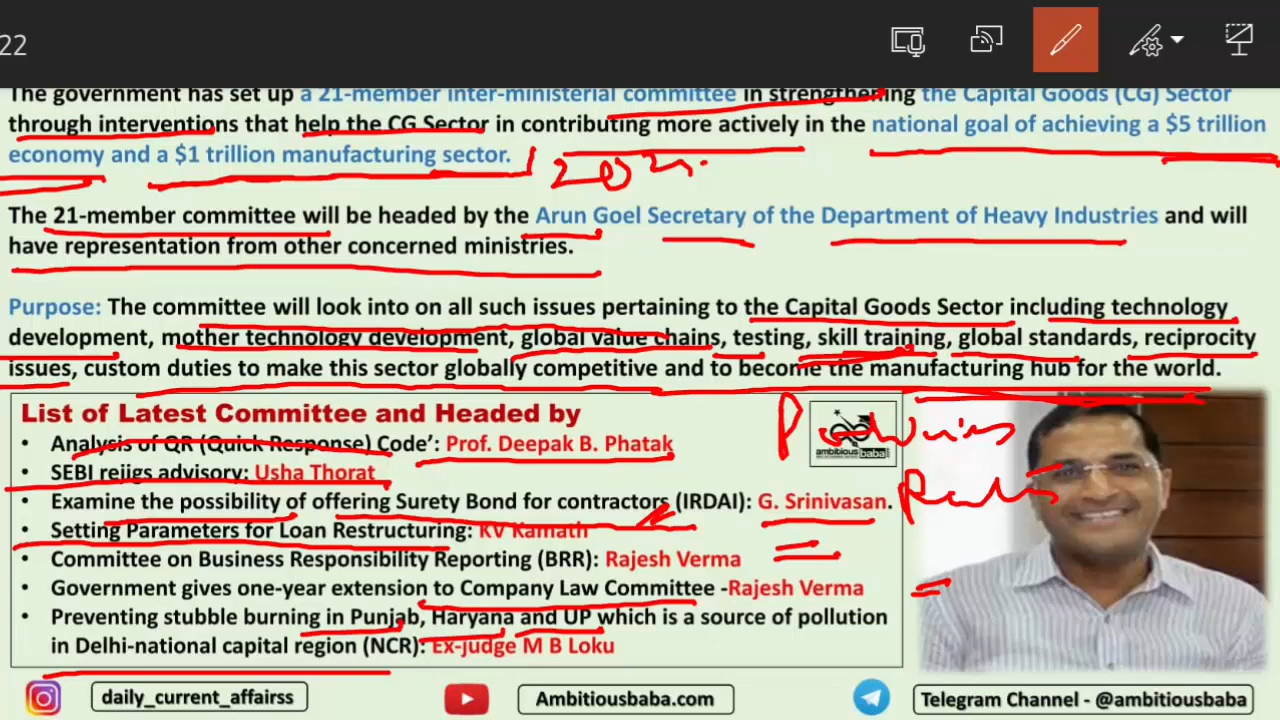 22
The government has set up a 21-member inter-ministerial committee in strengthening the Capital Goods (CG) Sector
through interventions that help the CG Sector in contributing more actively in the national goal of achieving a $5 trillion
economy and a $1 trillion manufacturing sector.
The 21-member committee will be headed by the Arun Goel Secretary of the Department of Heavy Industries and will
have representation from other concerned ministries.
Purpose: The committee will look into on all such issues pertaining to the Capital Goods Sector including technology
development, mother technology development, global value chains, testing, skill training, global standards, reciprocity
issues, custom duties to make this sector globally competitive and to become the manufacturing hub for the world.
List of Latest Committee and Headed by
• Analysis of QR (Quick Response) Code’: Prof. Deepak B. Phatak
• SEBI rejigs advisory: Usha Thorat
• Examine the possibility of offering Surety Bond for contractors (IRDAI): G. Srinivasan.
• Setting Parameters for Loan Restructuring: KV Kamath
• Committee on Business Responsibility Reporting (BRR): Rajesh Verma
• Government gives one-year extension to Company Law Committee -Rajesh Verma
• Preventing stubble burning in Punjab, Haryana and UP which is a source of pollution
in Delhi-national capital region (NCR): Ex-judge M B Loku
ambitious baba
daily_current_affairss
Ambitiousbaba.com
Telegram Channel - @ambitiousbaba